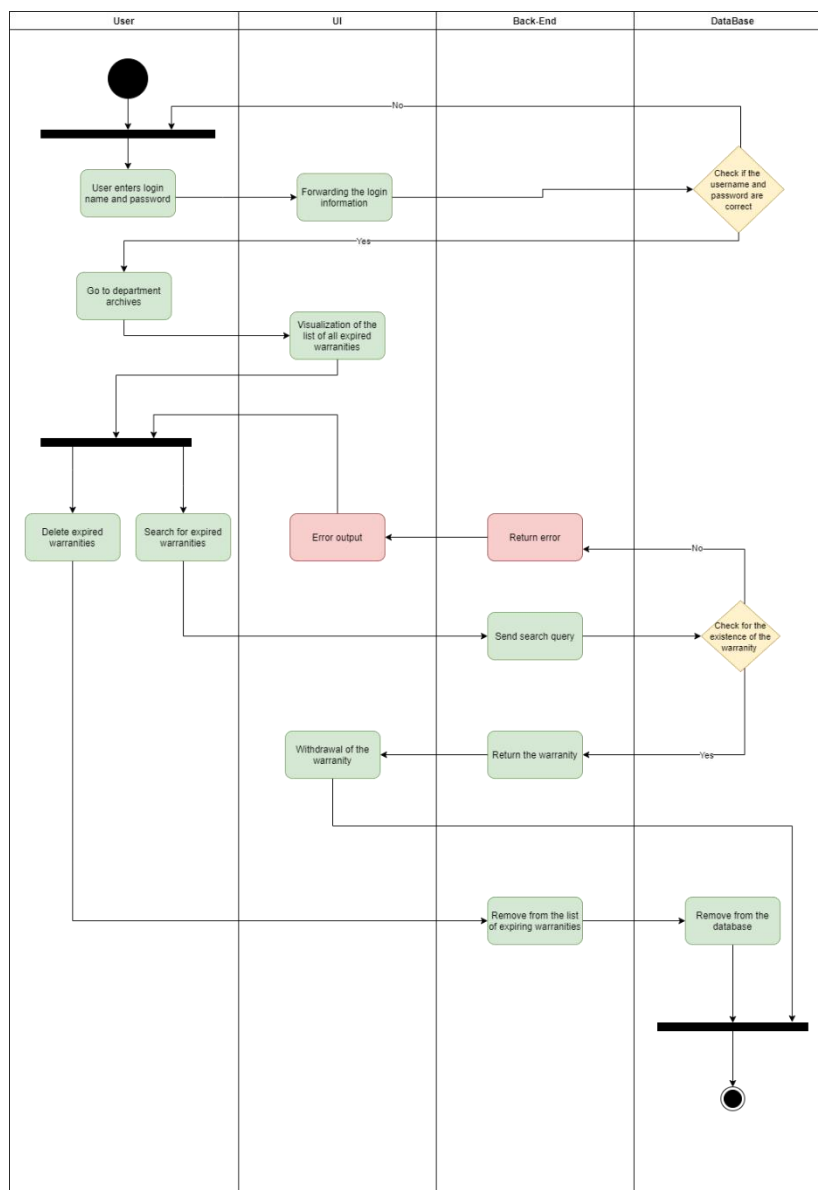 User
UI
Back-End
DataBase
No
User enters login
name and password
Forwarding the login
information
Check if the
username and
password are
correct
Yes
Go to department
archives
Visualization of the
list of all expired
warranities
Delete expired
warranities
Search for expired
warranities
Error output
Return error
No
Send search query
Check for the
existence of the
warranity
Withdrawal of the
warranity
Return the warranity
Yes
Remove from the list
of expiring warranities
Remove from the
database